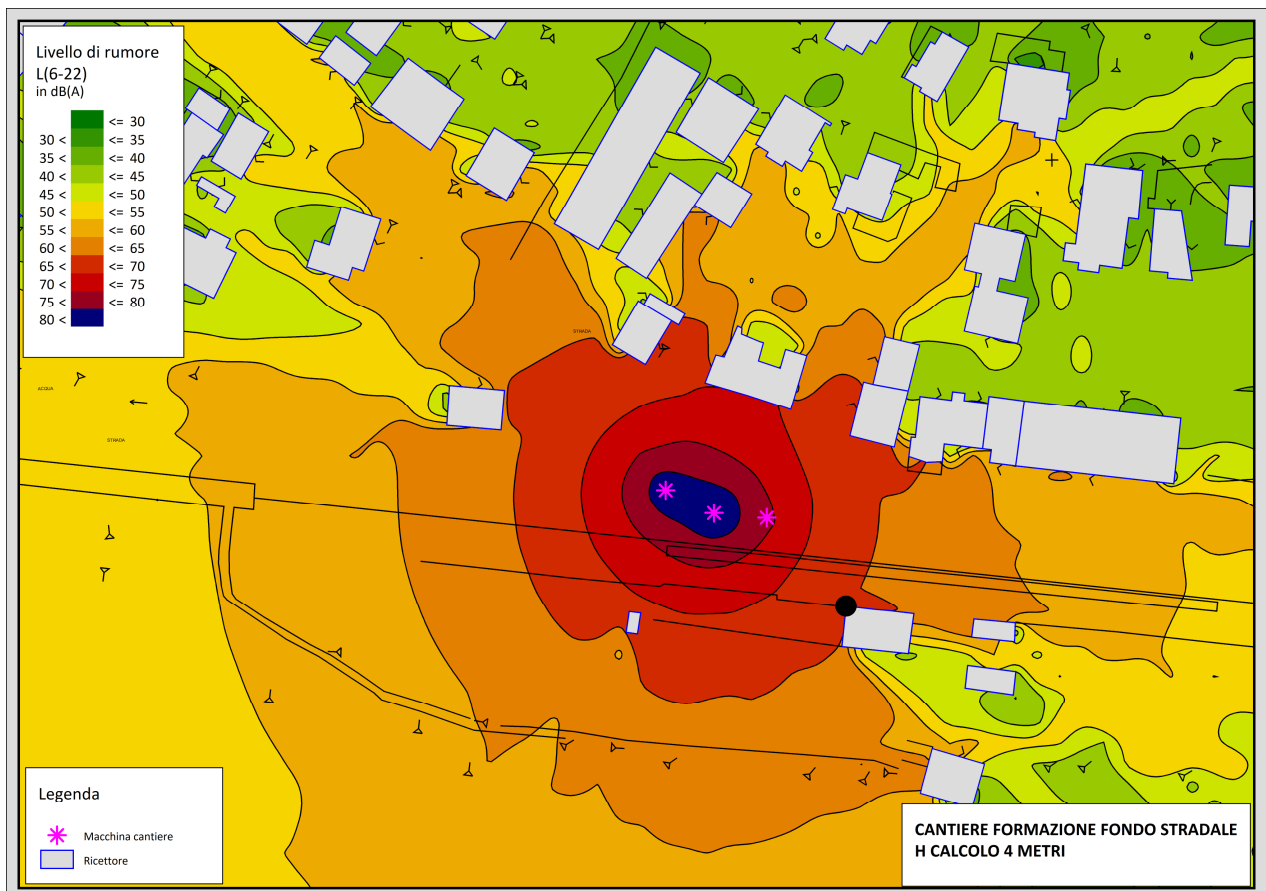 Livello di rumore
L(6-22)
in dB(A)
<= 30
30 < <= 35
35 < <= 40
40 < <= 45
45 < <= 50
50 < <= 55
55 < <= 60
60 < <= 65
65 < <= 70
70 < <= 75
75 < <= 80
80 <
STRADA
ACQUA
STRADA
Legenda
Macchina cantiere
Ricettore
CANTIERE FORMAZIONE FONDO STRADALE
H CALCOLO 4 METRI